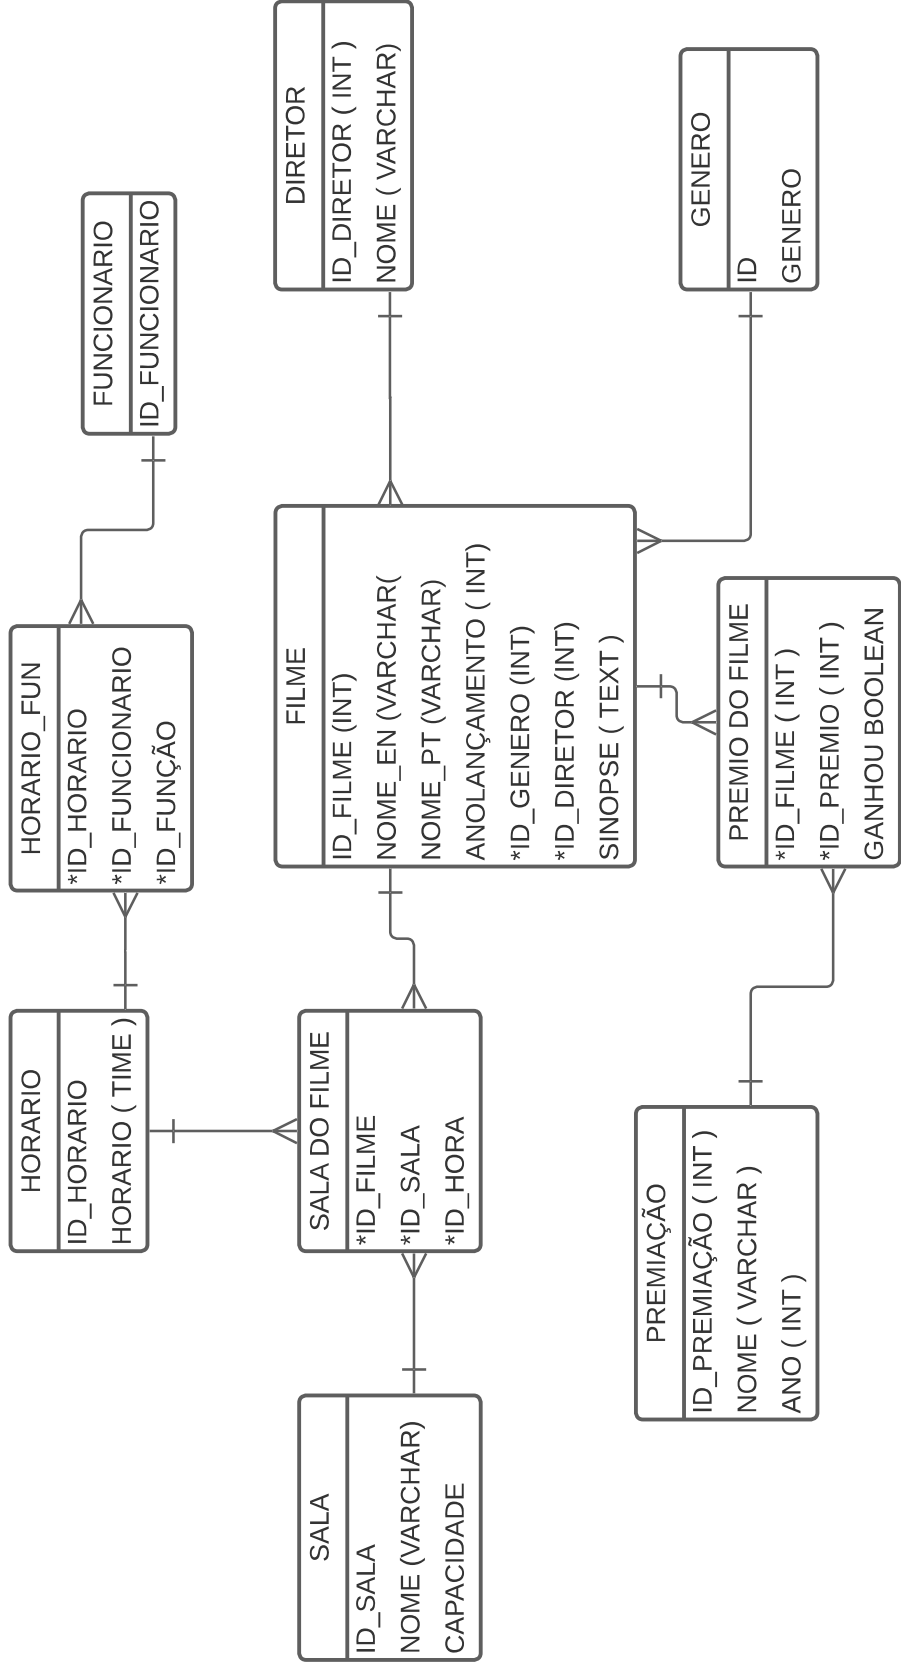 SALA
ID_SALA
NOME (VARCHAR)
CAPACIDADE
HORARIO
ID_HORARIO
HORARIO ( TIME )
SALA DO FILME
*ID_FILME
*ID_SALA
*ID_HORA
PREMIAÇÃO
ID_PREMIAÇÃO ( INT )
NOME ( VARCHAR )
ANO ( INT )
HORARIO_FUN
*ID_HORARIO
*ID_FUNCIONARIO
*ID_FUNÇÃO
FILME
ID_FILME (INT)
NOME_EN (VARCHAR(
NOME_PT (VARCHAR)
ANOLANÇAMENTO ( INT)
*ID_GENERO (INT)
*ID_DIRETOR (INT)
SINOPSE ( TEXT )
PREMIO DO FILME
*ID_FILME ( INT )
*ID_PREMIO ( INT )
GANHOU BOOLEAN
FUNCIONARIO
ID_FUNCIONARIO
DIRETOR
ID_DIRETOR ( INT )
NOME ( VARCHAR)
GENERO
ID
GENERO